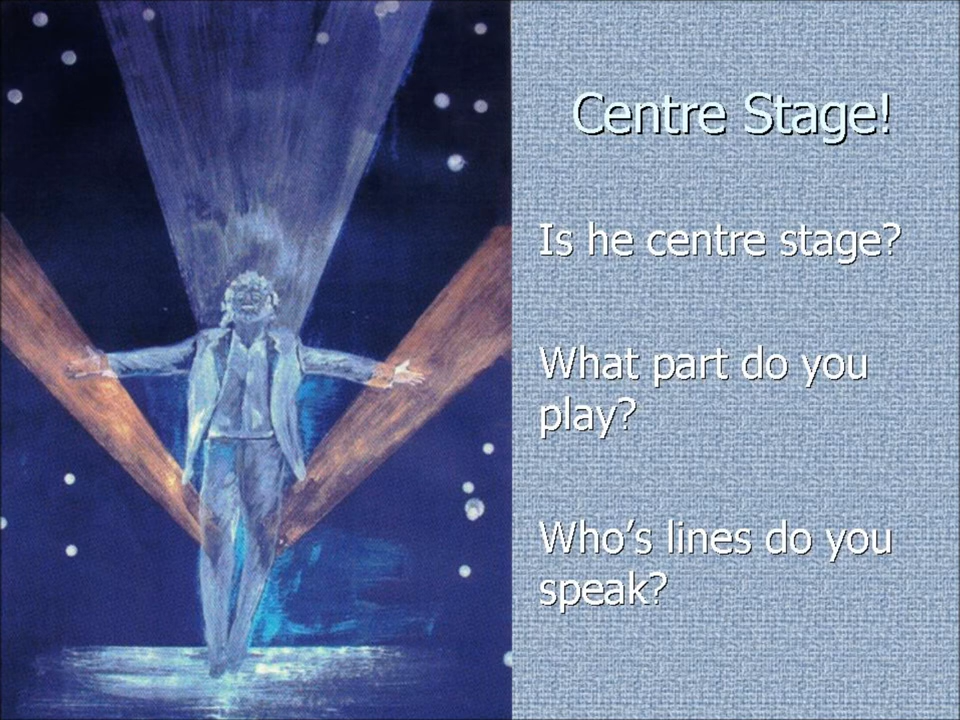 Centre Stage!
Is he centre stage?
What part do you
play?
Who's lines do you
speak?